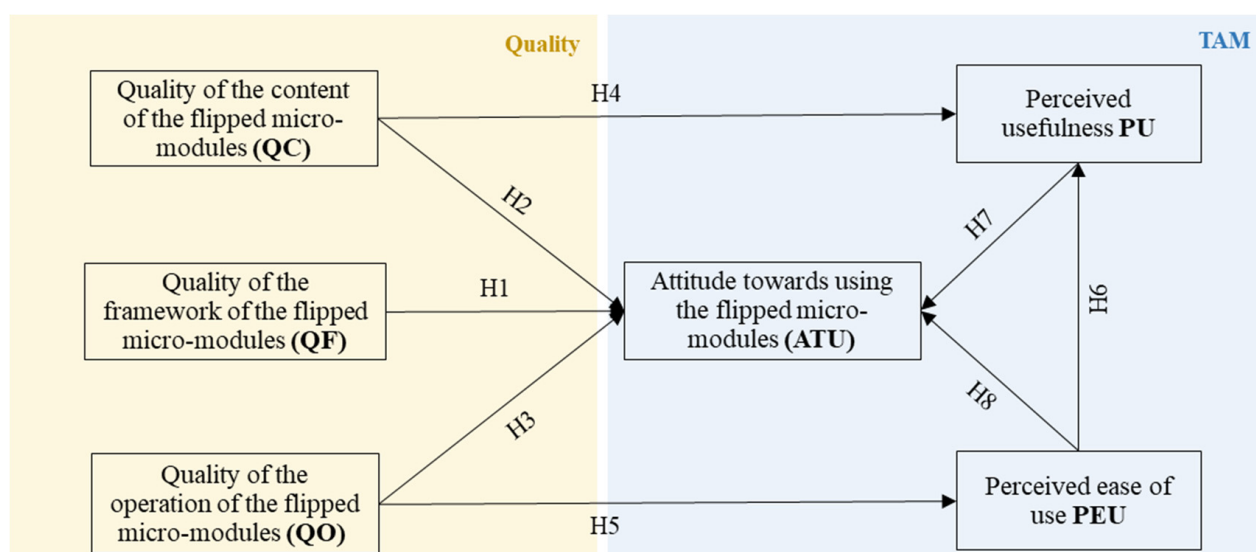 Quality
TAM
Quality of the content
of the flipped micro-
modules (QC)
H4
Perceived
usefulness PU
H2
H7
Quality of the
framework of the flipped
micro-modules (QF)
H1
Attitude towards using
the flipped micro-
modules (ATU)
H6
H3
H8
Quality of the
operation of the flipped
micro-modules (QO)
H5
Perceived ease of
use PEU